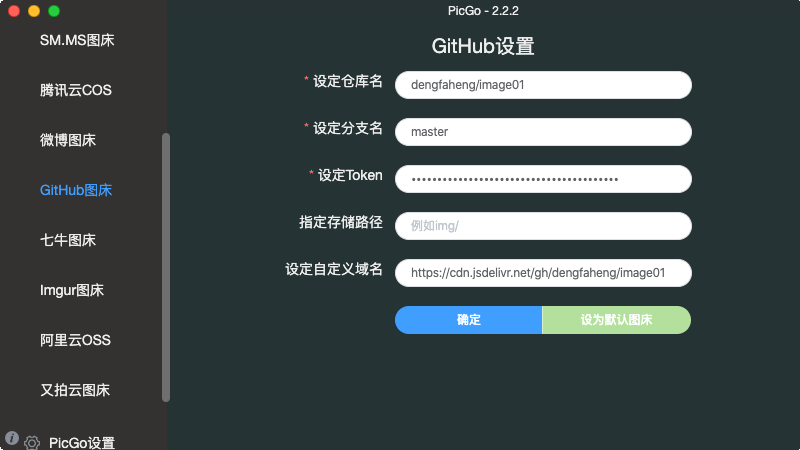 PicGo - 2.2.2
SM.MS图床
腾讯云COS
微博图床
GitHub图床
七牛图床
Imgur图床
阿里云OSS
又拍云图床
PicGo设置
GitHub设置
* 设定仓库名 dengfaheng/image01
* 设定分支名 master
* 设定Token ••••••••••••••••••••••••••••••••••••••••
指定存储路径 例如img/
设定自定义域名 https://cdn.jsdelivr.net/gh/dengfaheng/image01
确定 设为默认图床